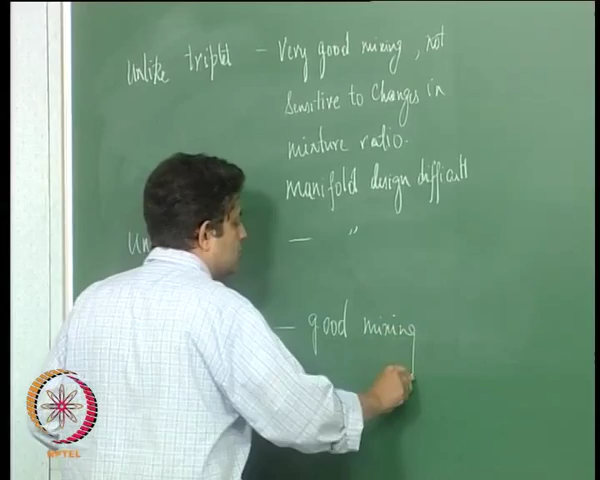 Unlike triplet – Very good mixing, not
sensitive to changes in
mixture ratio.
manifold design difficult
Un
– "
– good mixing
NPTEL